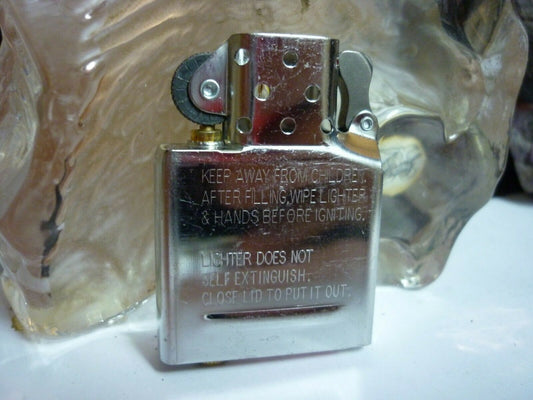 KEEP AWAY FROM CHILDREN
AFTER FILLING, WIPE LIGHTER
& HANDS BEFORE IGNITING.
LIGHTER DOES NOT
SELF EXTINGUISH.
CLOSE LID TO PUT IT OUT.